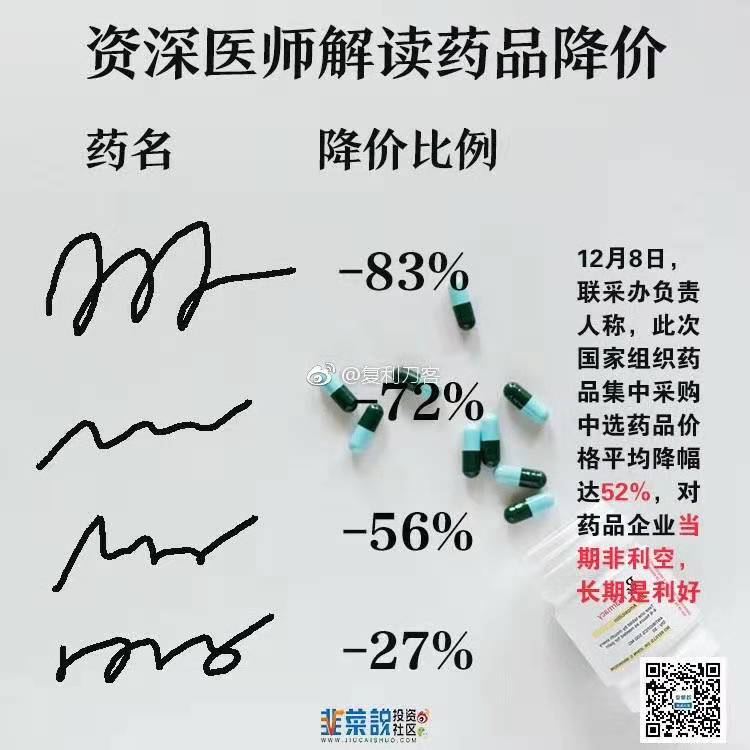 资深医师解读药品降价
药名 降价比例
-83%
-72%
-56%
-27%
12月8日，
联采办负责
人称，此次
国家组织药
品集中采购
中选药品价
格平均降幅
达52%，对
药品企业当
期非利空，
长期是利好
@复利刀客
韭菜説投资社区
WWW.JIUCAISHUO.COM